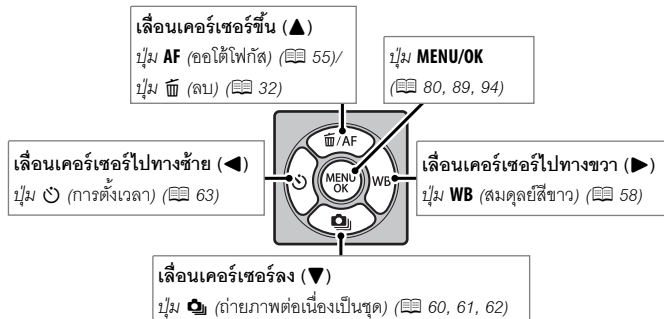 เลื่อนเคอร์เซอร์ขึ้น (▲)
ปุ่ม AF (ออโต้โฟกัส) (📖 55)/
ปุ่ม 🗑 (ลบ) (📖 32)
ปุ่ม MENU/OK
(📖 80, 89, 94)
เลื่อนเคอร์เซอร์ไปทางซ้าย (◀)
ปุ่ม ⏱ (การตั้งเวลา) (📖 63)
🗑/AF
MENU
OK
WB
เลื่อนเคอร์เซอร์ไปทางขวา (▶)
ปุ่ม WB (สมดุลย์สีขาว) (📖 58)
เลื่อนเคอร์เซอร์ลง (▼)
ปุ่ม (ถ่ายภาพต่อเนื่องเป็นชุด) (📖 60, 61, 62)